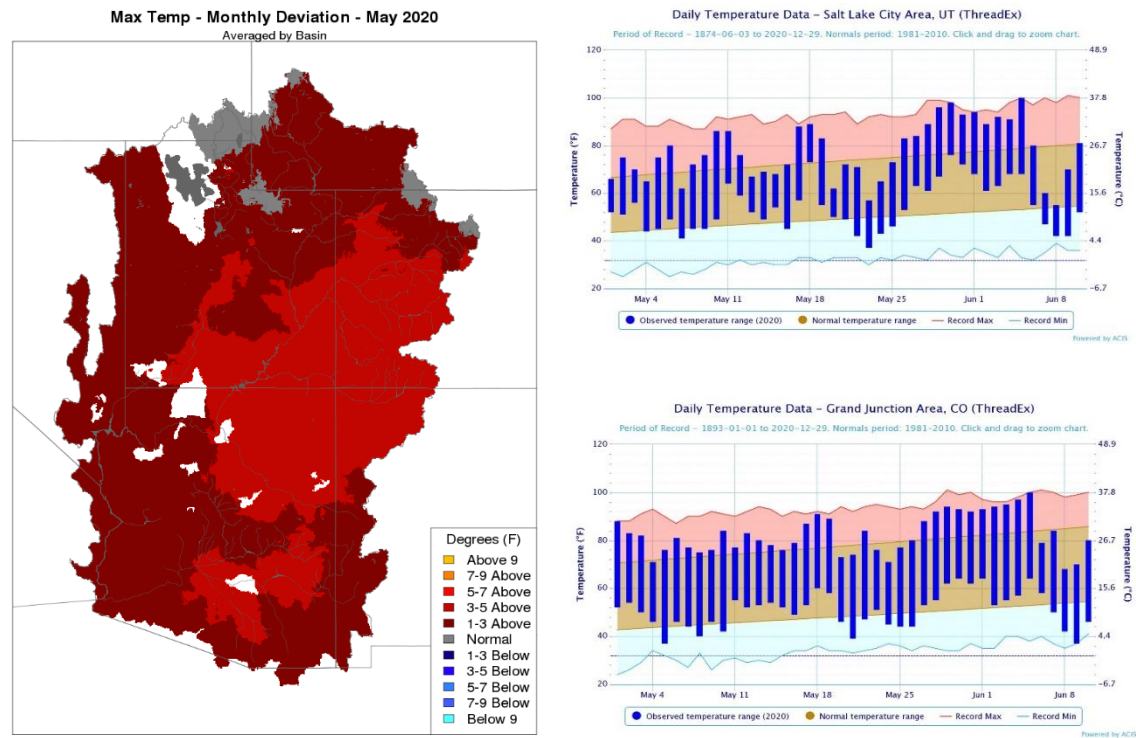 Max Temp - Monthly Deviation - May 2020
Averaged by Basin
Degrees (F)
Above 9
7-9 Above
5-7 Above
3-5 Above
1-3 Above
Normal
1-3 Below
3-5 Below
5-7 Below
7-9 Below
Below 9
Daily Temperature Data – Salt Lake City Area, UT (ThreadEx)
Period of Record – 1874-06-03 to 2020-12-29. Normals period: 1981-2010. Click and drag to zoom chart.
120
100
80
60
40
20
Temperature (°F)
48.9
37.8
26.7
15.6
4.4
-6.7
Temperature (°C)
May 4
May 11
May 18
May 25
Jun 1
Jun 8
Observed temperature range (2020)
Normal temperature range
Record Max
Record Min
Powered by ACIS
Daily Temperature Data – Grand Junction Area, CO (ThreadEx)
Period of Record – 1893-01-01 to 2020-12-29. Normals period: 1981-2010. Click and drag to zoom chart.
120
100
80
60
40
20
Temperature (°F)
48.9
37.8
26.7
15.6
4.4
-6.7
Temperature (°C)
May 4
May 11
May 18
May 25
Jun 1
Jun 8
Observed temperature range (2020)
Normal temperature range
Record Max
Record Min
Powered by ACIS